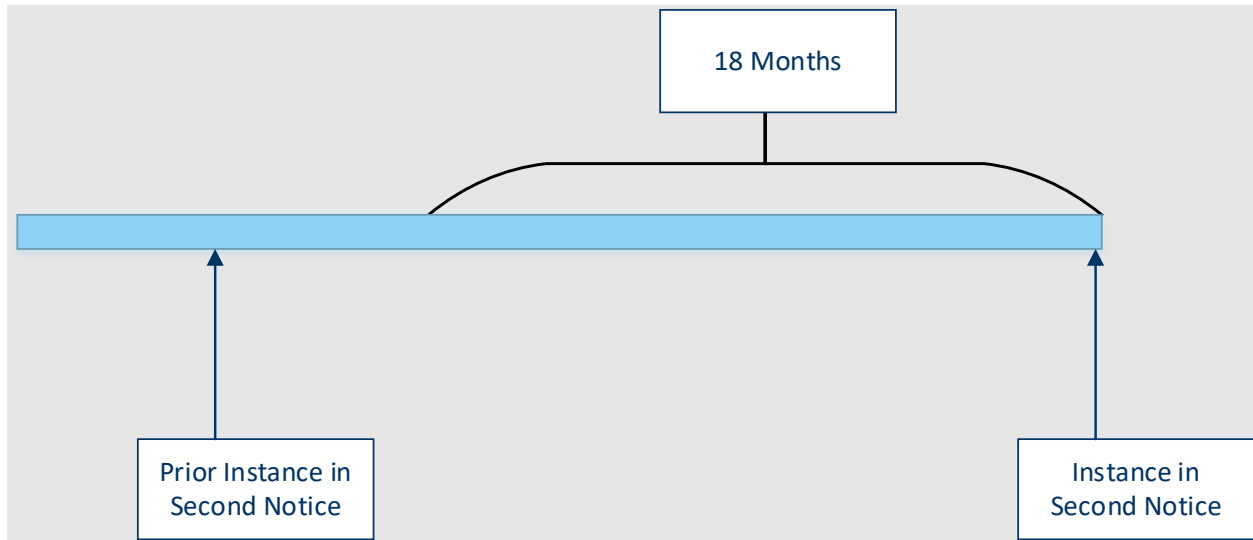 18 Months
Prior Instance in
Second Notice
Instance in
Second Notice